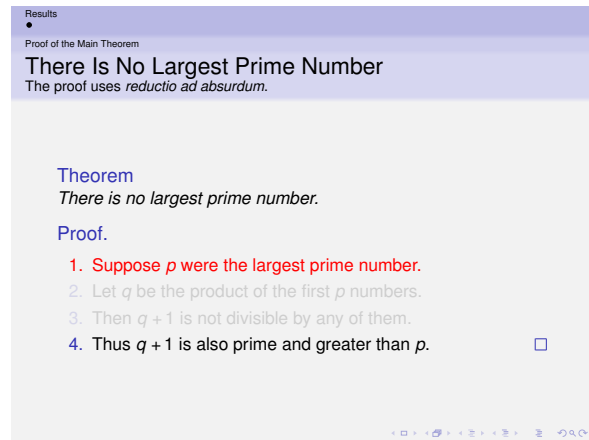 Results
Proof of the Main Theorem
There Is No Largest Prime Number
The proof uses reductio ad absurdum.
Theorem
There is no largest prime number.
Proof.
1. Suppose p were the largest prime number.
2. Let q be the product of the first p numbers.
3. Then q + 1 is not divisible by any of them.
4. Thus q + 1 is also prime and greater than p.